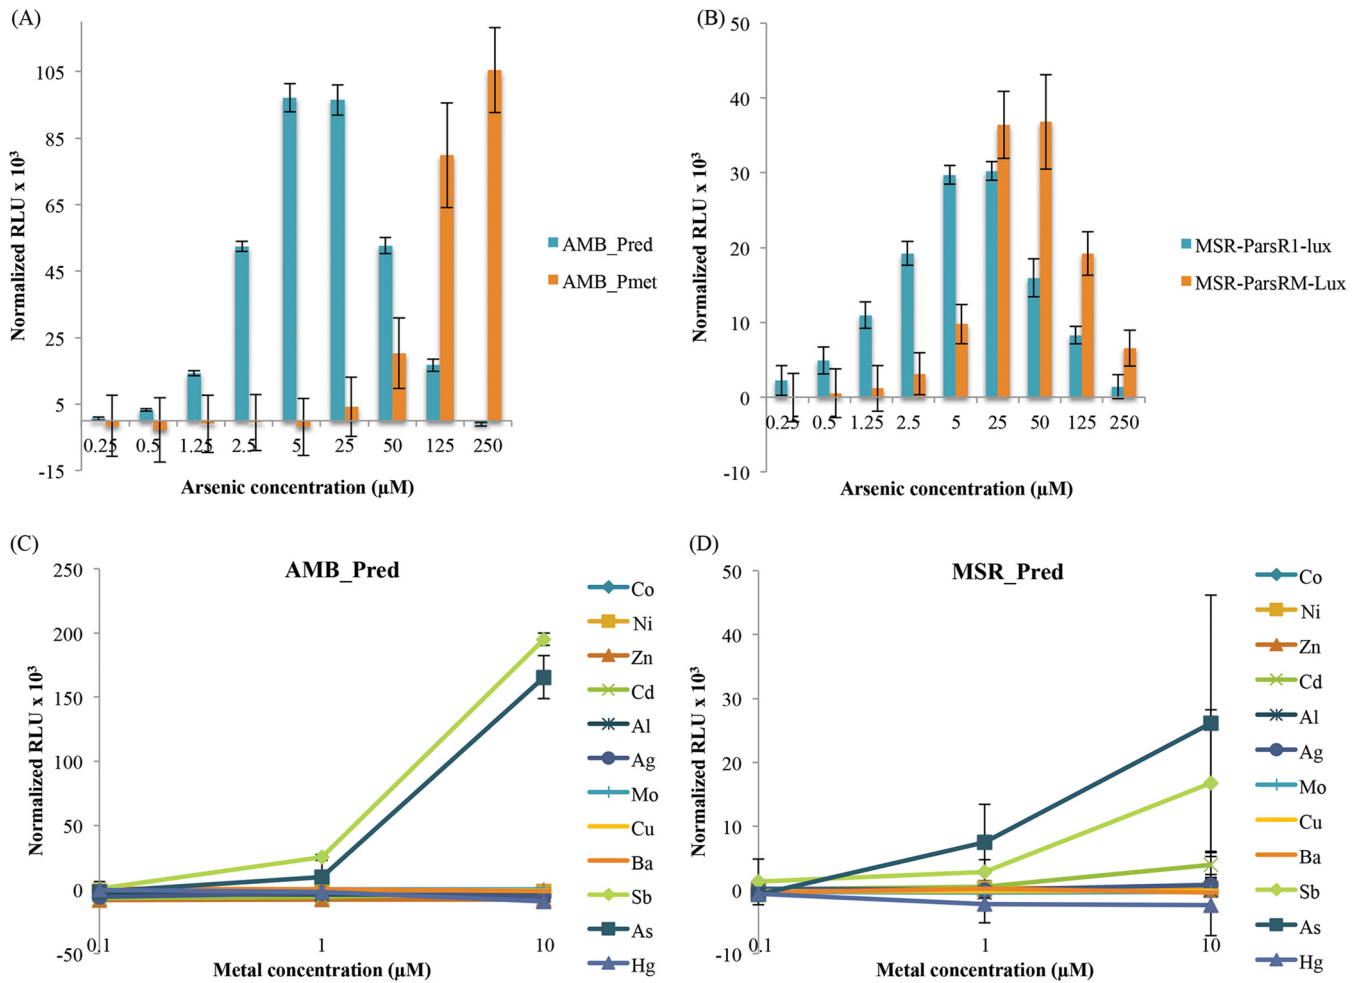 (A)
Normalized RLU x 10³
105
85
65
45
25
5
-15
0.25 0.5 1.25 2.5 5 25 50 125 250
Arsenic concentration (µM)
AMB_Pred
AMB_Pmet
(B)
Normalized RLU x 10³
50
40
30
20
10
0
-10
0.25 0.5 1.25 2.5 5 25 50 125 250
Arsenic concentration (µM)
MSR-ParsR1-lux
MSR-ParsRM-Lux
(C)
AMB_Pred
Normalized RLU x 10³
250
200
150
100
50
0
-50
0.1 1 10
Metal concentration (µM)
Co
Ni
Zn
Cd
Al
Ag
Mo
Cu
Ba
Sb
As
Hg
(D)
MSR_Pred
Normalized RLU x 10³
50
40
30
20
10
0
-10
0.1 1 10
Metal concentration (µM)
Co
Ni
Zn
Cd
Al
Ag
Mo
Cu
Ba
Sb
As
Hg